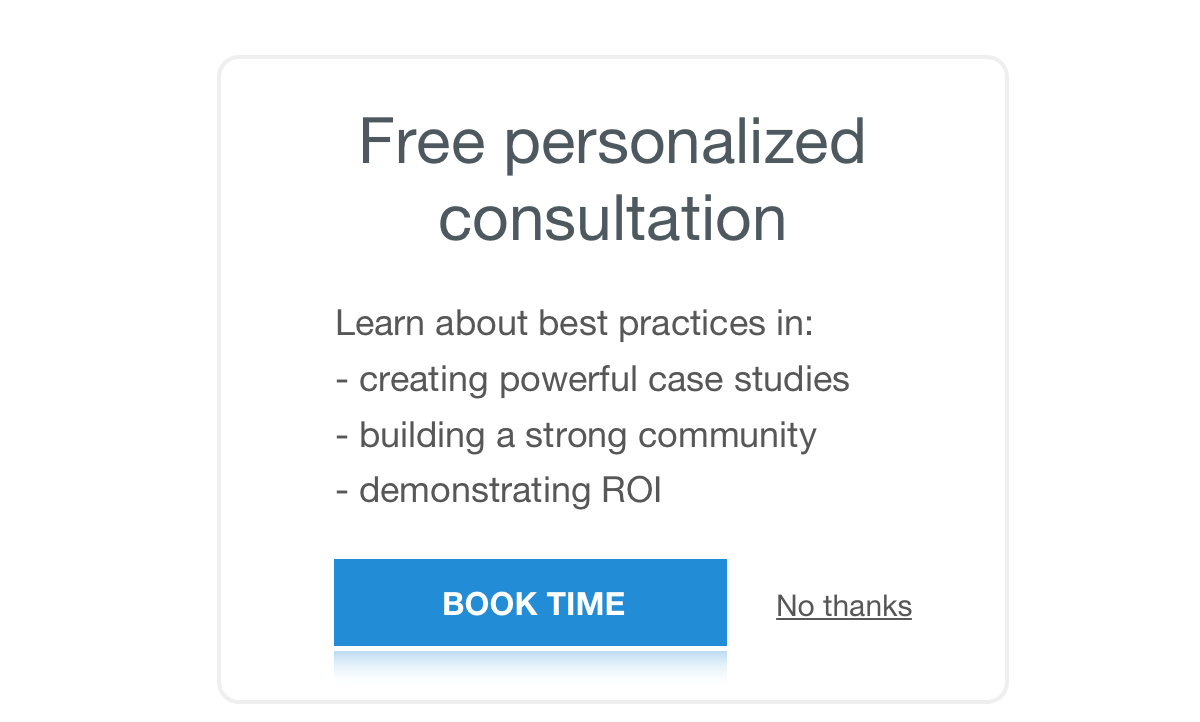 Free personalized
consultation
Learn about best practices in:
- creating powerful case studies
- building a strong community
- demonstrating ROI
BOOK TIME
No thanks